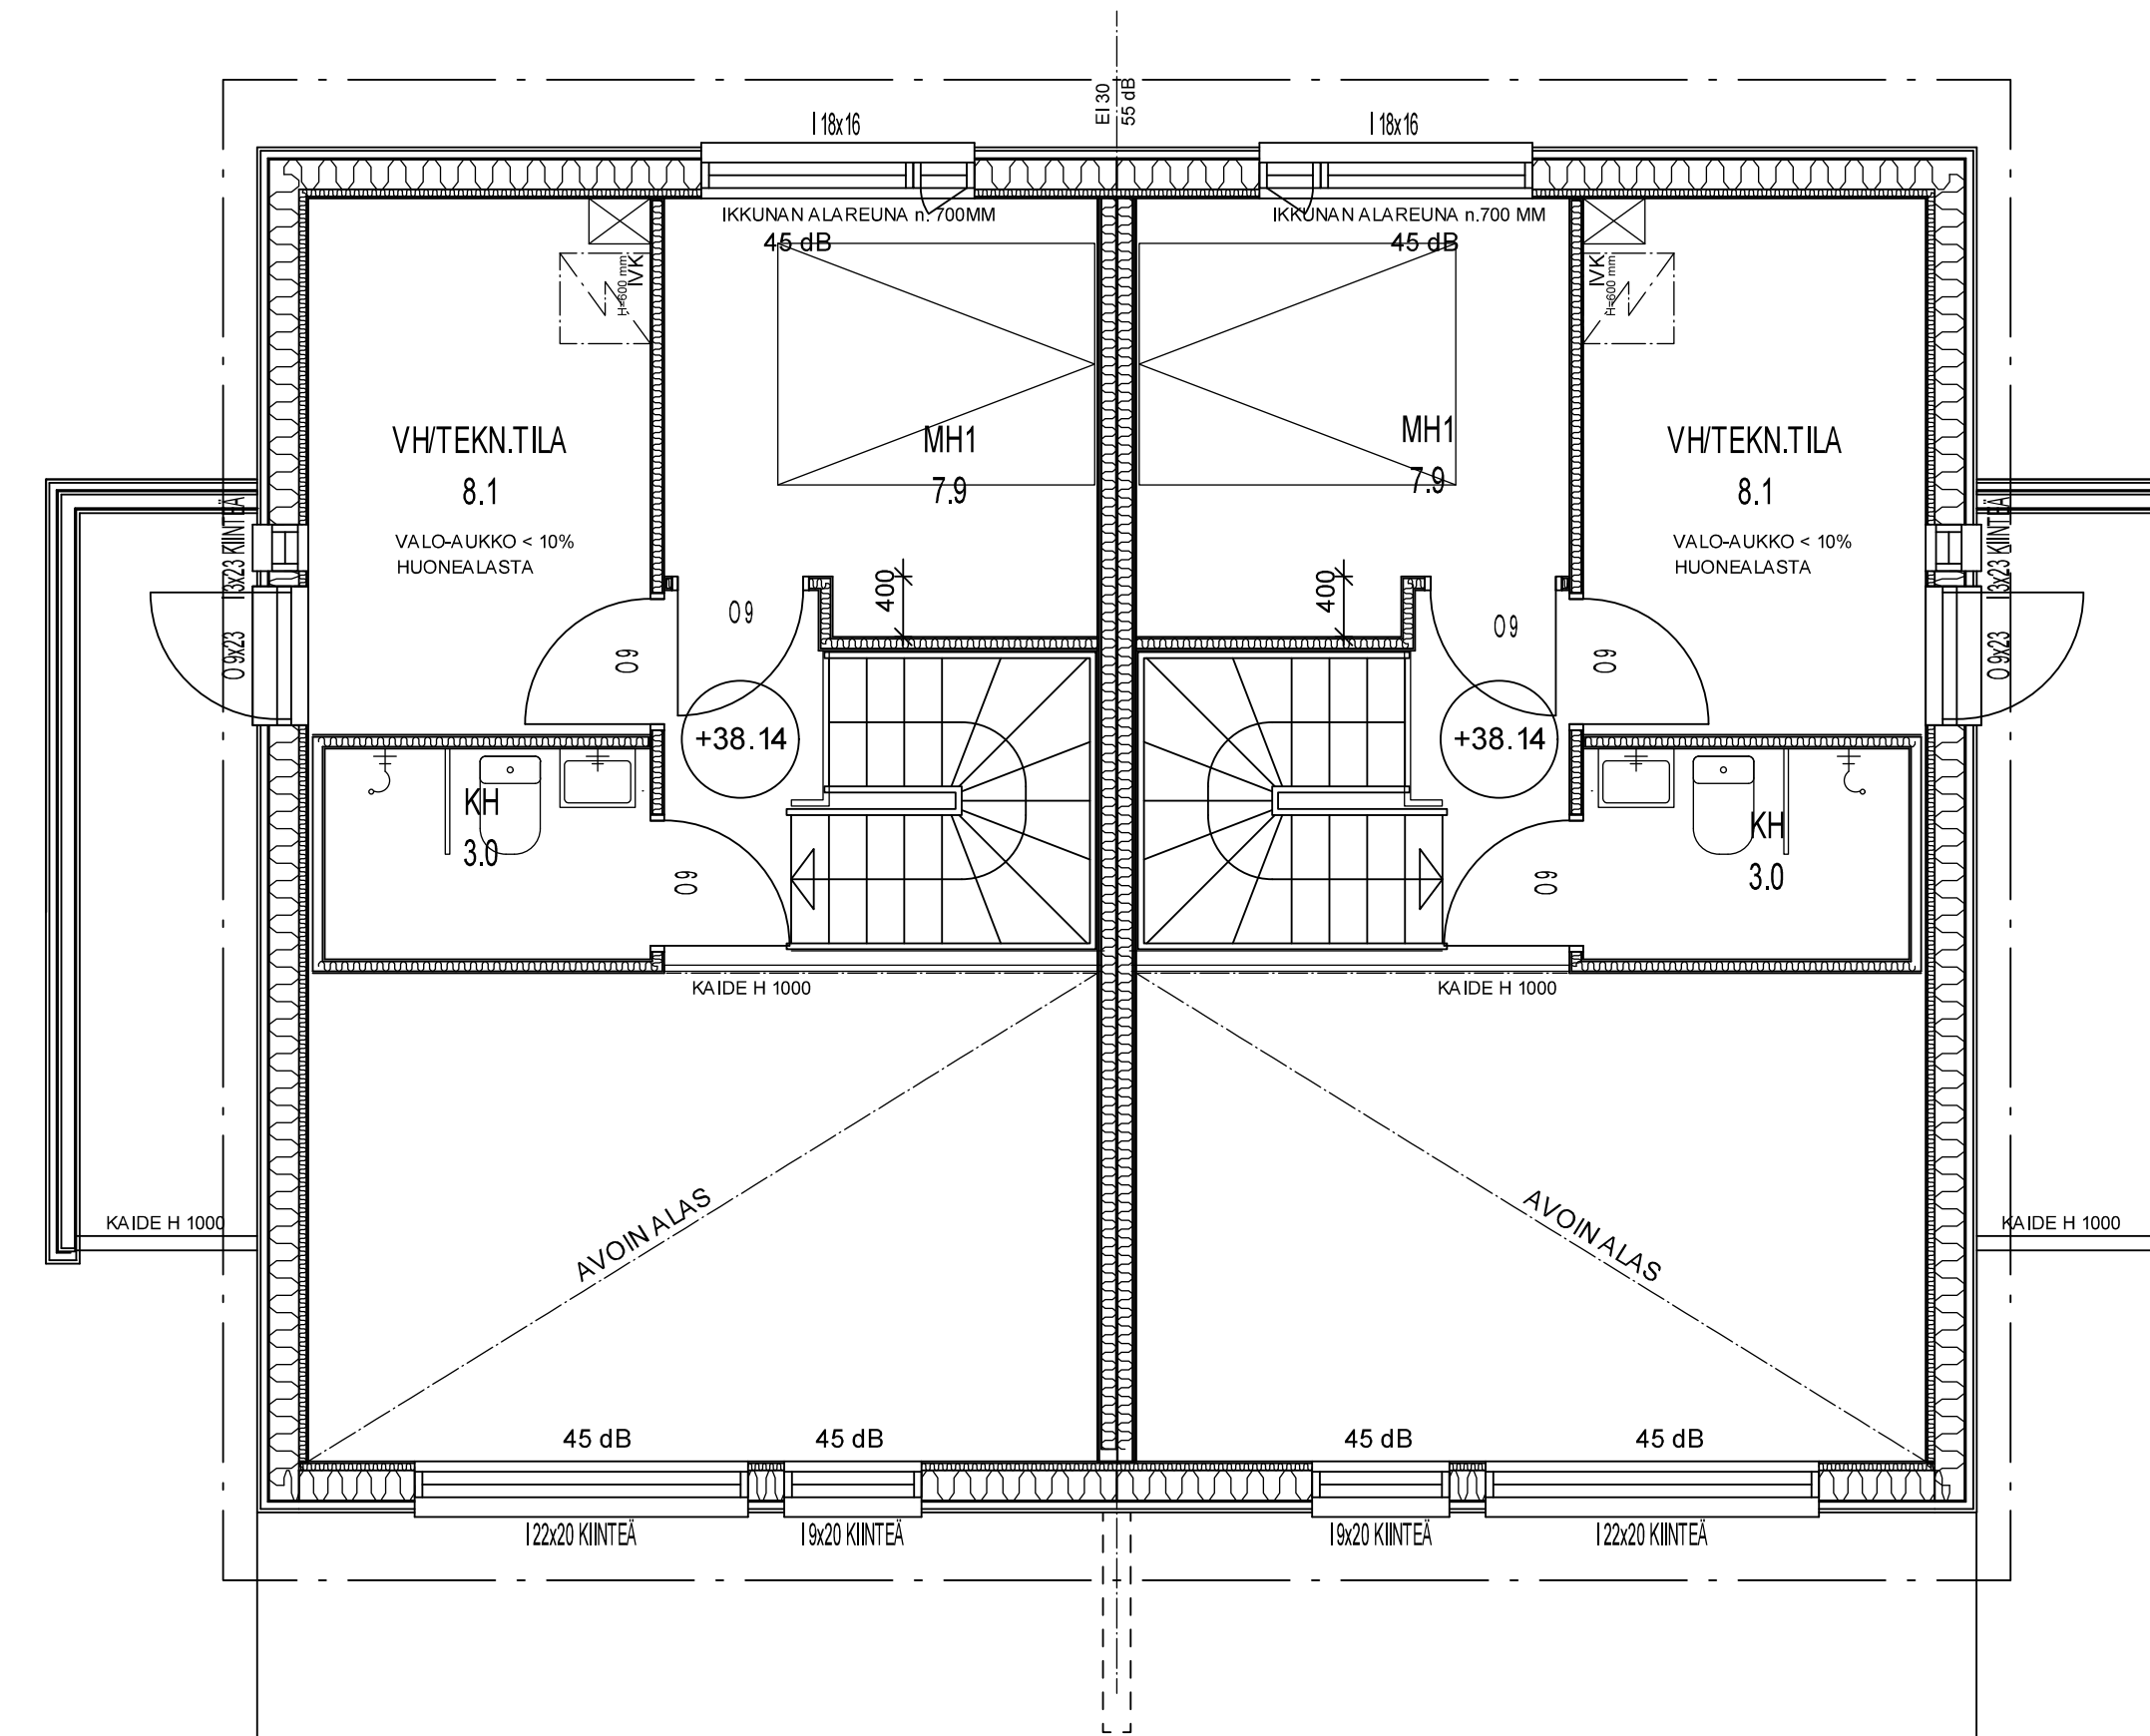 EI 30
55 dB
I 18x16
I 18x16
IKKUNAN ALAREUNA n. 700MM
IKKUNAN ALAREUNA n.700 MM
45 dB
45 dB
IVK
H=600 mm
IVK
H=600 mm
VH/TEKN.TILA
8.1
VALO-AUKKO < 10%
HUONEALASTA
MH1
7.9
MH1
7.9
VH/TEKN.TILA
8.1
VALO-AUKKO < 10%
HUONEALASTA
I 3x23 KIINTEÄ
I 3x23 KIINTEÄ
400
400
O 9
O 9
O 9
O 9
O 9x23
O 9x23
+38.14
+38.14
KH
3.0
KH
3.0
O 9
O 9
KAIDE H 1000
KAIDE H 1000
AVOIN ALAS
AVOIN ALAS
KAIDE H 1000
KAIDE H 1000
45 dB
45 dB
45 dB
45 dB
I 22x20 KIINTEÄ
I 9x20 KIINTEÄ
I 9x20 KIINTEÄ
I 22x20 KIINTEÄ